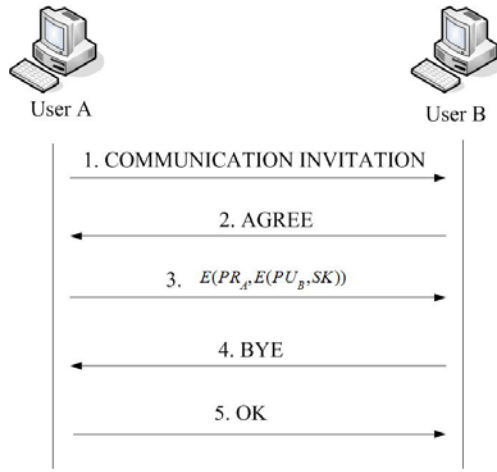 User A
User B
1. COMMUNICATION INVITATION
2. AGREE
3. E(PR_A,E(PU_B,SK))
4. BYE
5. OK